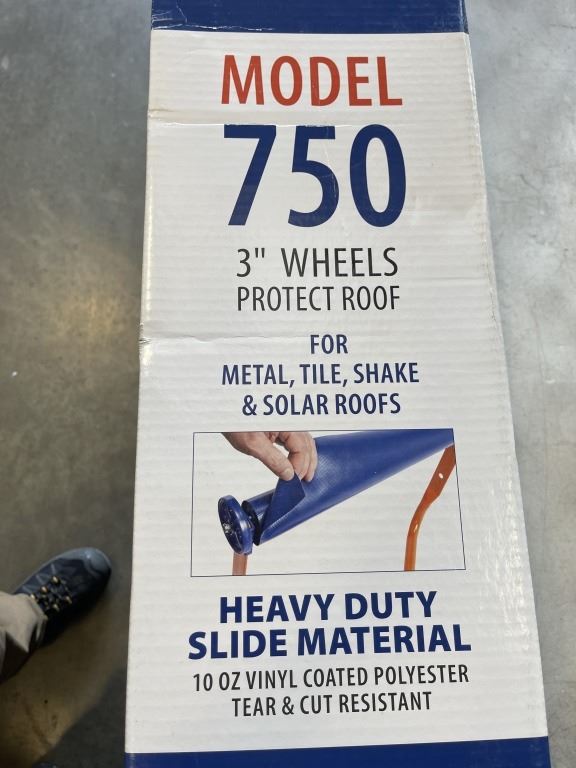 MODEL
750
3" WHEELS
PROTECT ROOF
FOR
METAL, TILE, SHAKE
& SOLAR ROOFS
HEAVY DUTY
SLIDE MATERIAL
10 OZ VINYL COATED POLYESTER
TEAR & CUT RESISTANT